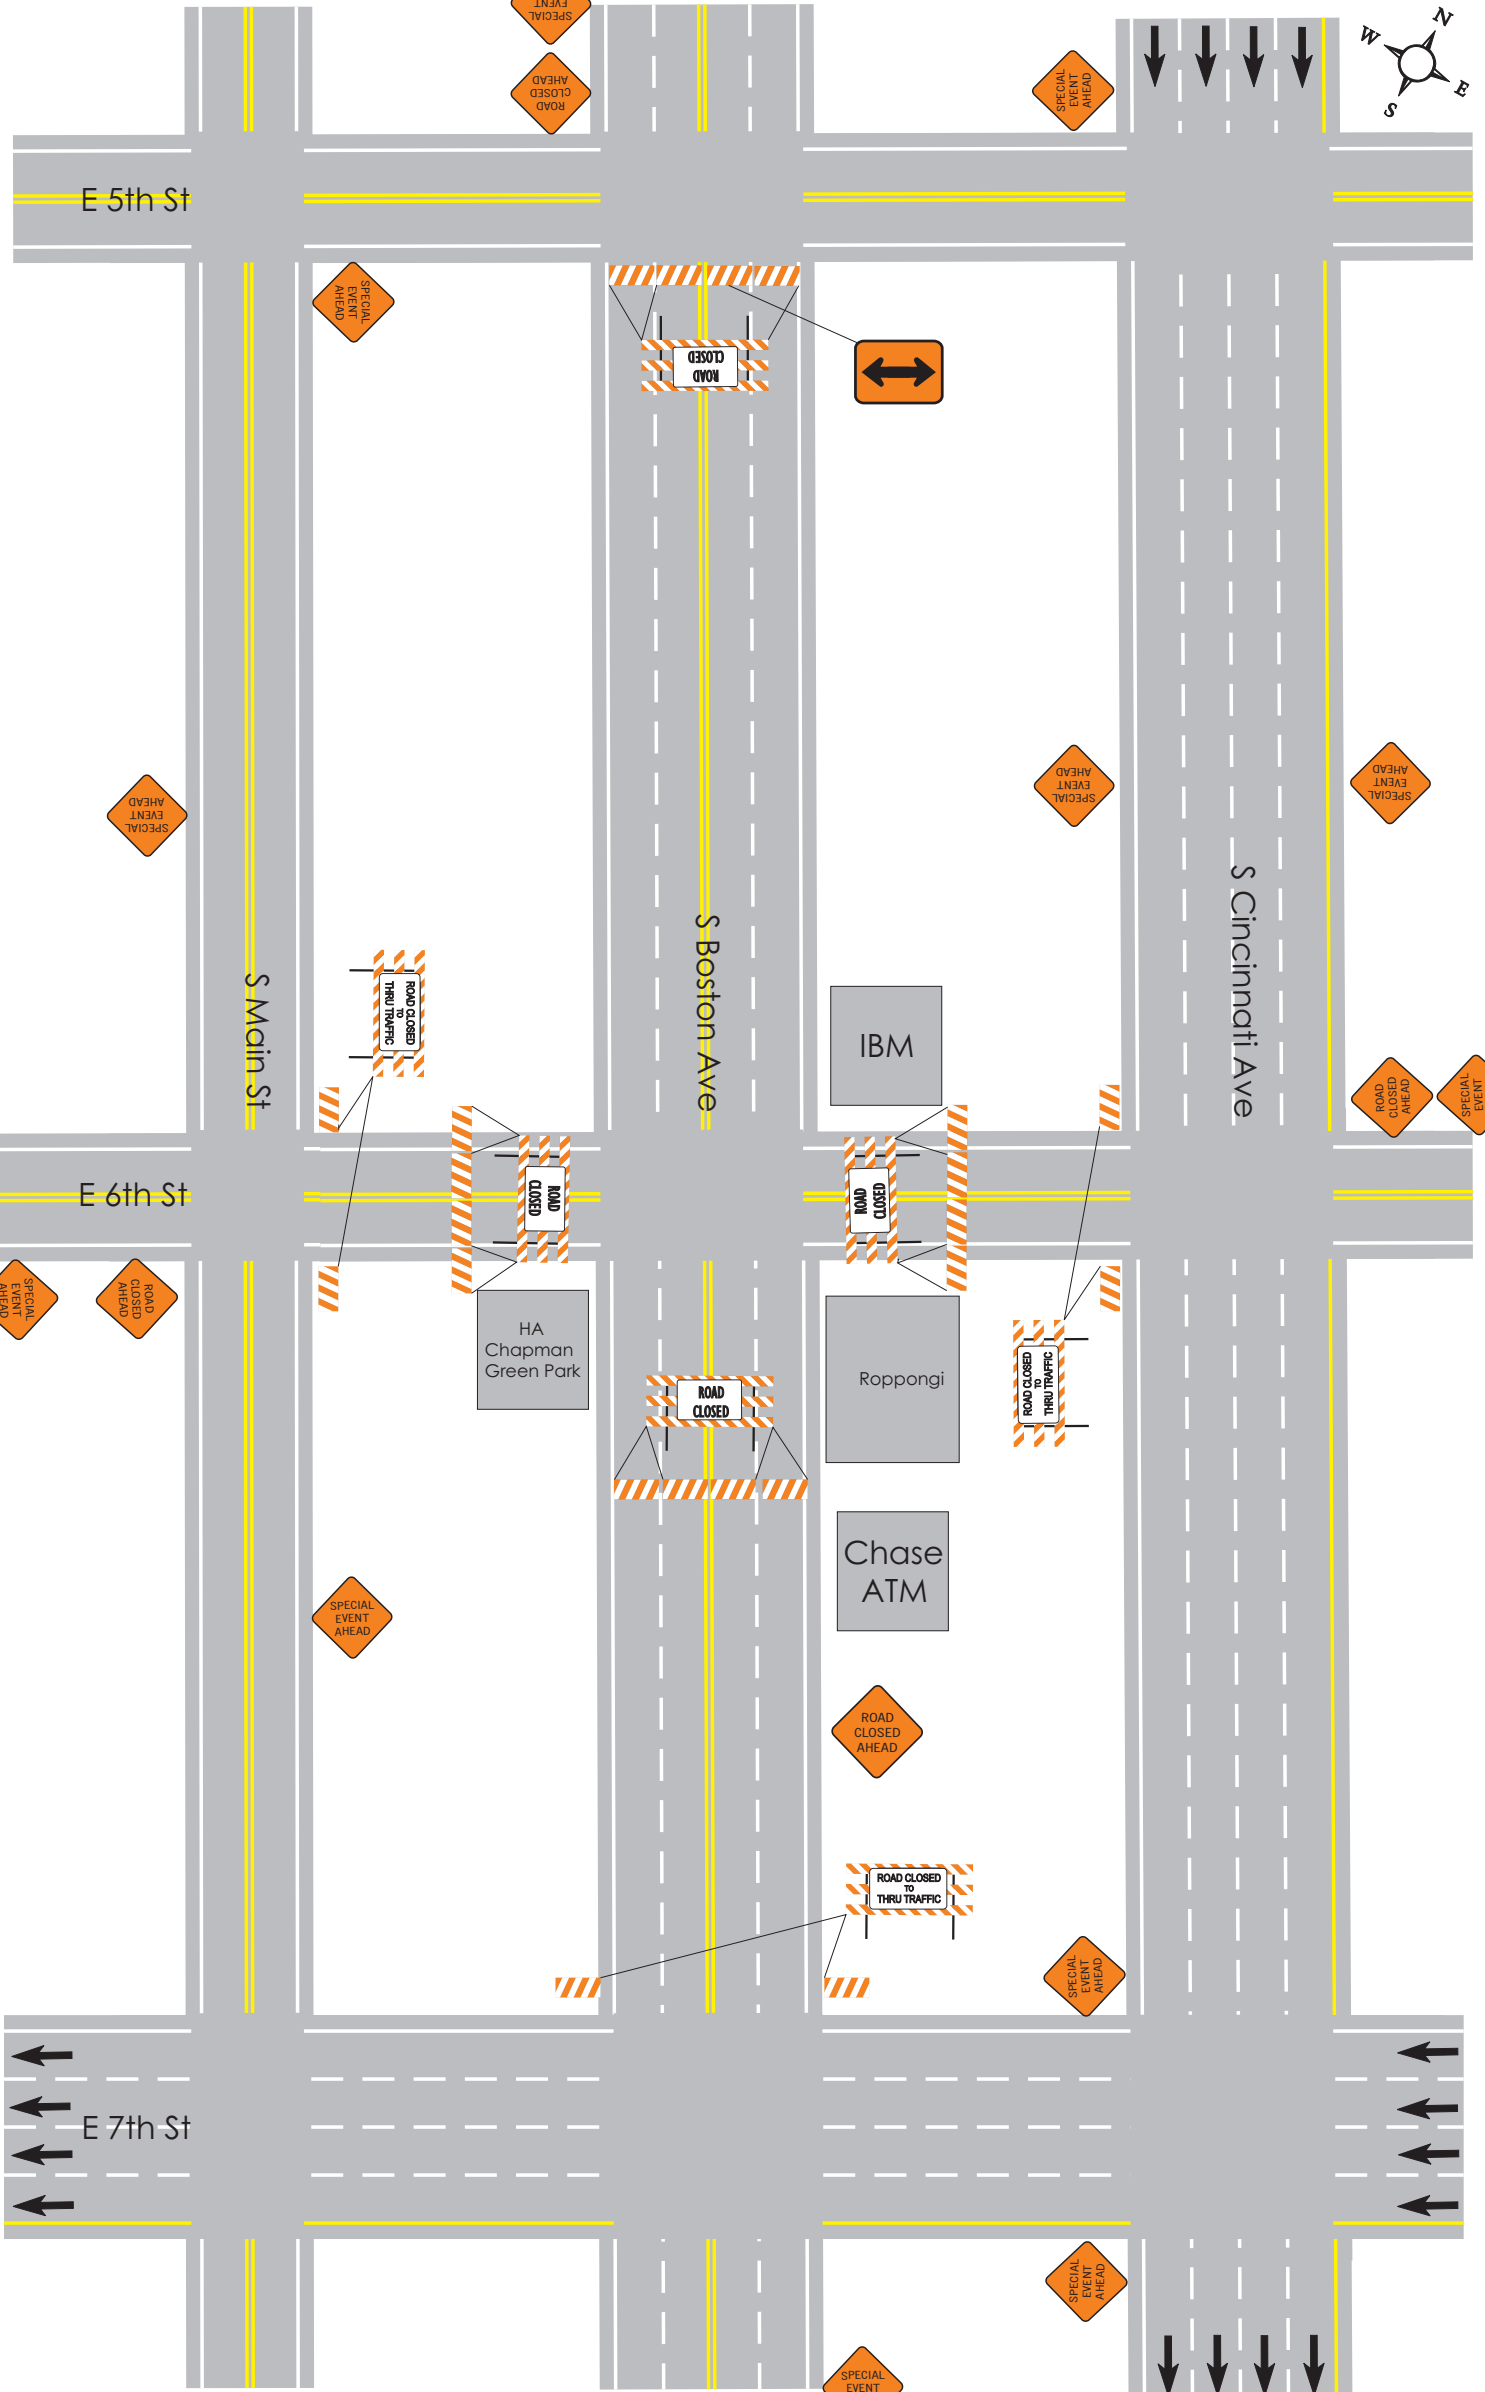 SPECIAL
EVENT
ROAD
CLOSED
AHEAD
SPECIAL
EVENT
AHEAD
N
W
E
S
E 5th St
SPECIAL
EVENT
AHEAD
ROAD
CLOSED
SPECIAL
EVENT
AHEAD
SPECIAL
EVENT
AHEAD
SPECIAL
EVENT
AHEAD
S Main St
S Boston Ave
S Cincinnati Ave
ROAD CLOSED
TO
THRU TRAFFIC
IBM
ROAD
CLOSED
AHEAD
SPECIAL
EVENT
E 6th St
ROAD
CLOSED
ROAD
CLOSED
SPECIAL
EVENT
AHEAD
ROAD
CLOSED
AHEAD
HA
Chapman
Green Park
ROAD
CLOSED
Roppongi
ROAD CLOSED
TO
THRU TRAFFIC
Chase
ATM
SPECIAL
EVENT
AHEAD
ROAD
CLOSED
AHEAD
ROAD CLOSED
TO
THRU TRAFFIC
SPECIAL
EVENT
AHEAD
E 7th St
SPECIAL
EVENT
AHEAD
SPECIAL
EVENT